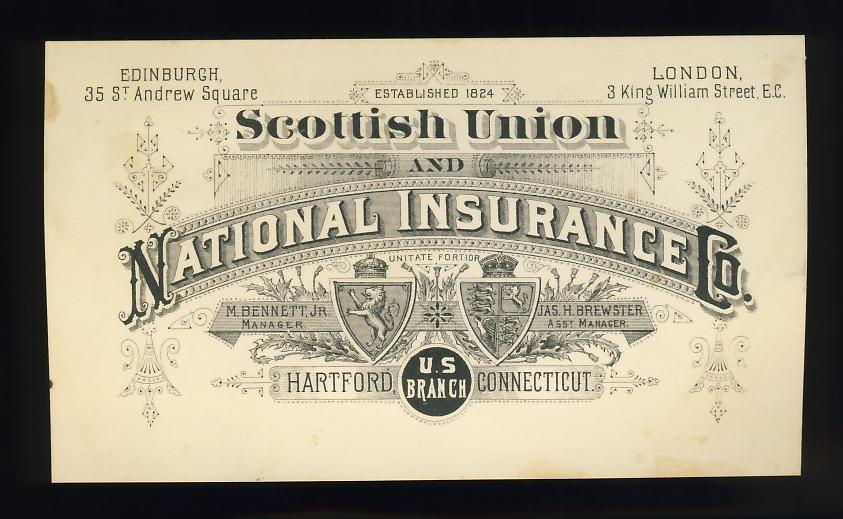 EDINBURGH,
35 ST Andrew Square
LONDON,
3 King William Street, E.C.
ESTABLISHED 1824
Scottish Union
AND
NATIONAL INSURANCE Co.
UNITATE FORTIOR
M. BENNETT, JR
MANAGER.
JAS. H. BREWSTER
ASST MANAGER.
HARTFORD,
U.S
BRANCH
CONNECTICUT.